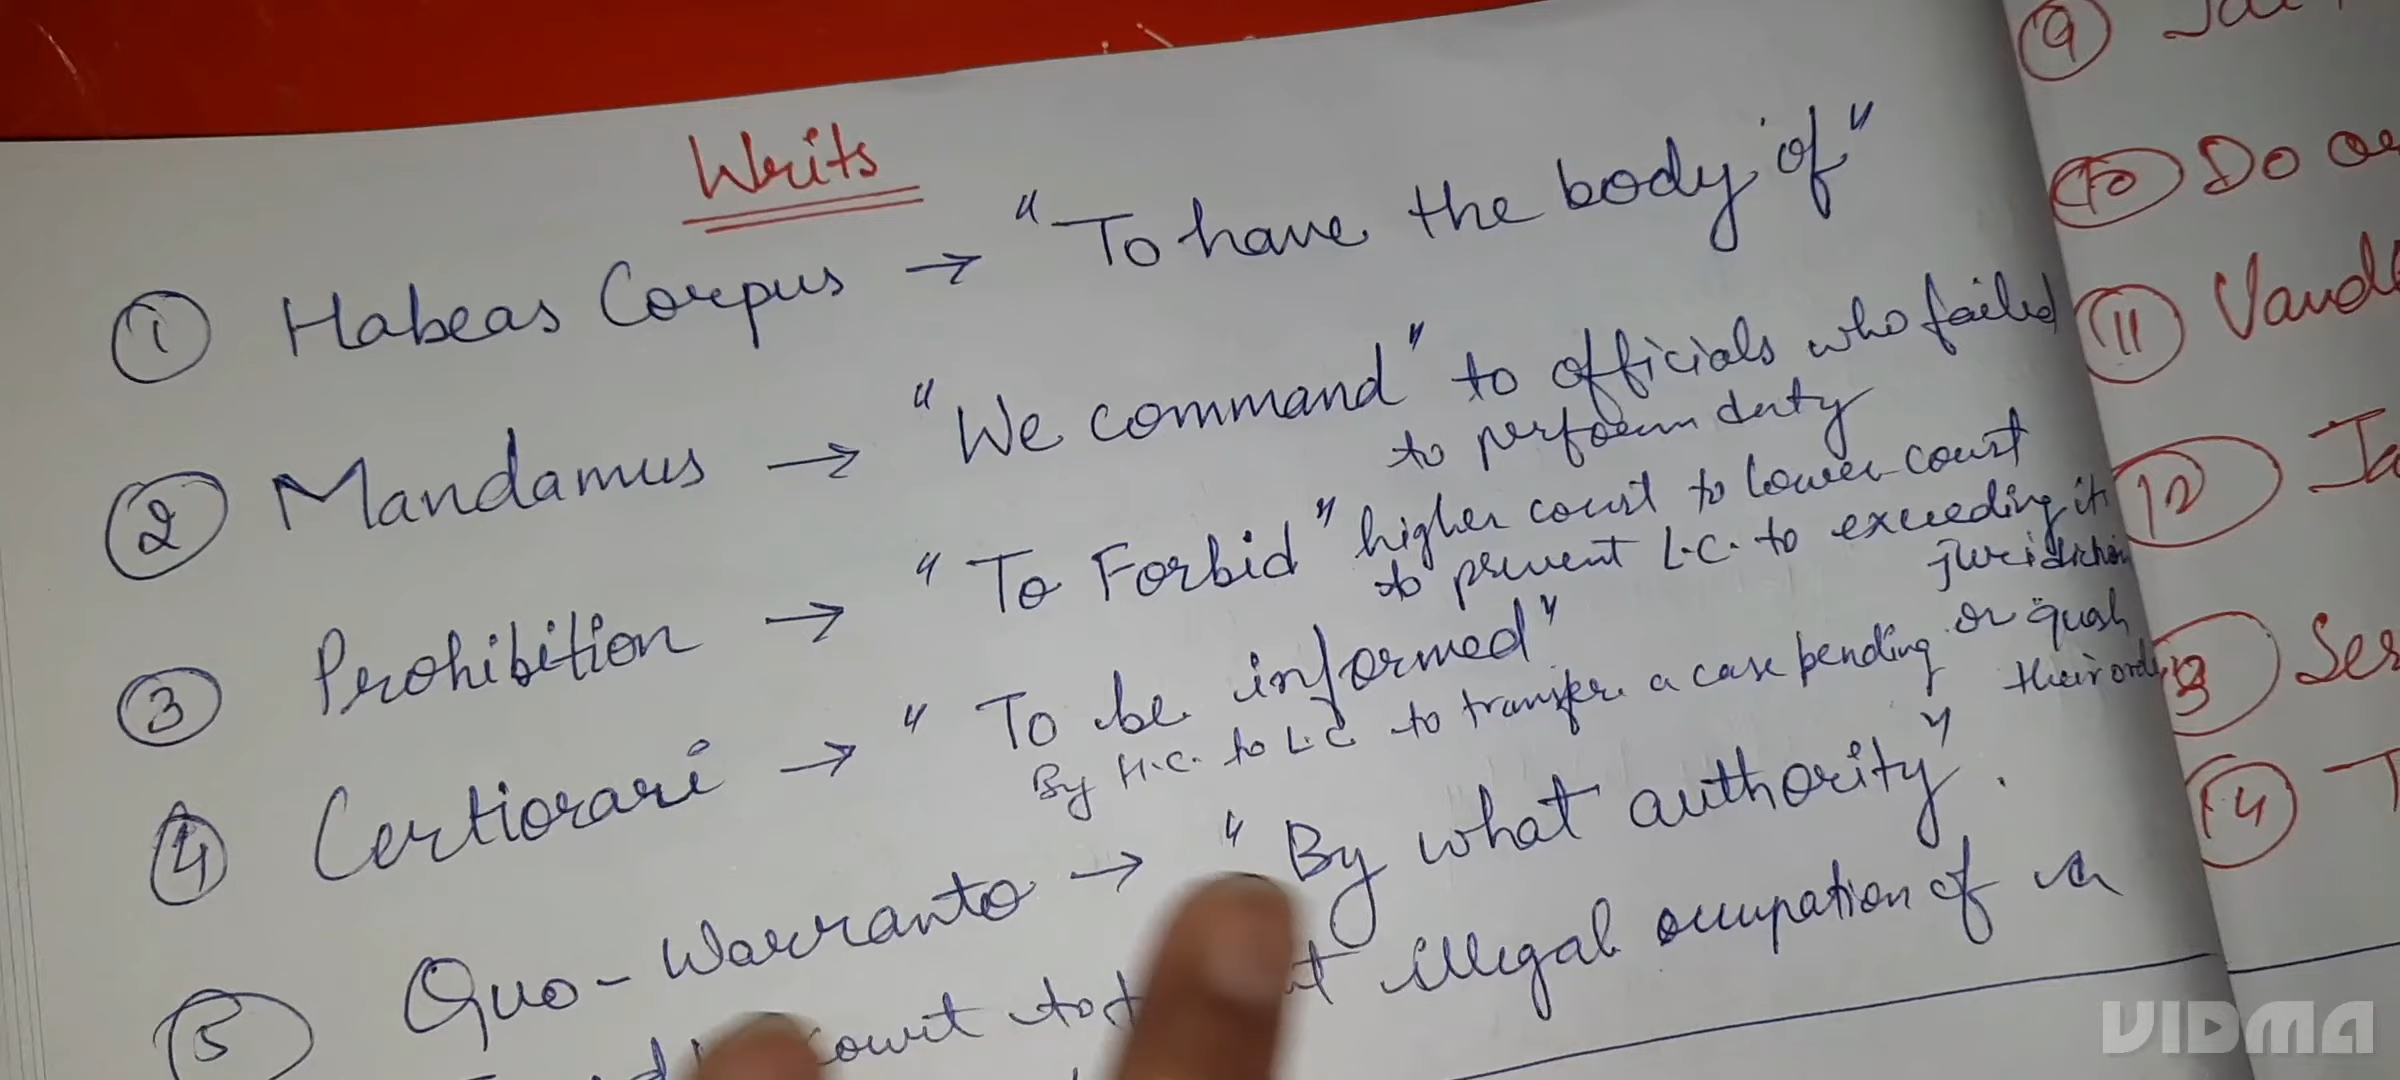 Writs
① Habeas Corpus → "To have the body of"
② Mandamus → "We command" to officials who failed
to perform duty
③ Prohibition → "To Forbid" higher court to lower court
to prevent L.C. to exceeding its
juridiction
④ Certiorari → "To be informed"
By H.C. to L.C. to transfer a case pending or quash
their order
⑤ Quo-Warranto → "By what authority".
court to illegal occupation of a
⑨
⑩ Do
⑪
⑫
⑬
⑭
VIDMA